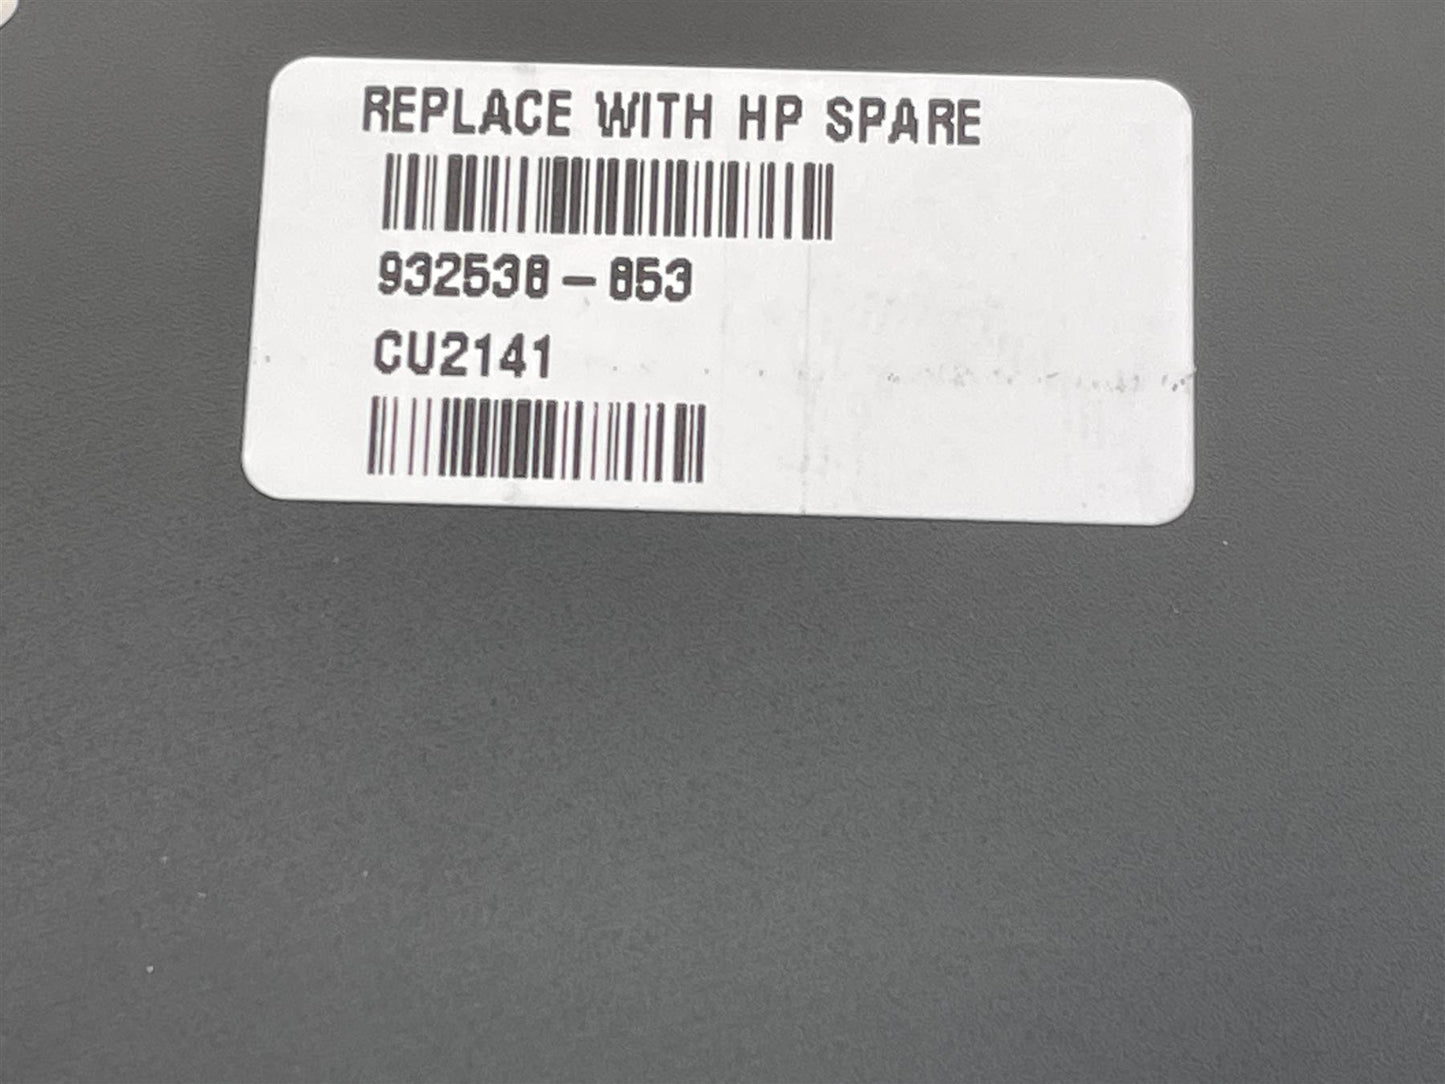 REPLACE WITH HP SPARE
932538-853
CU2141